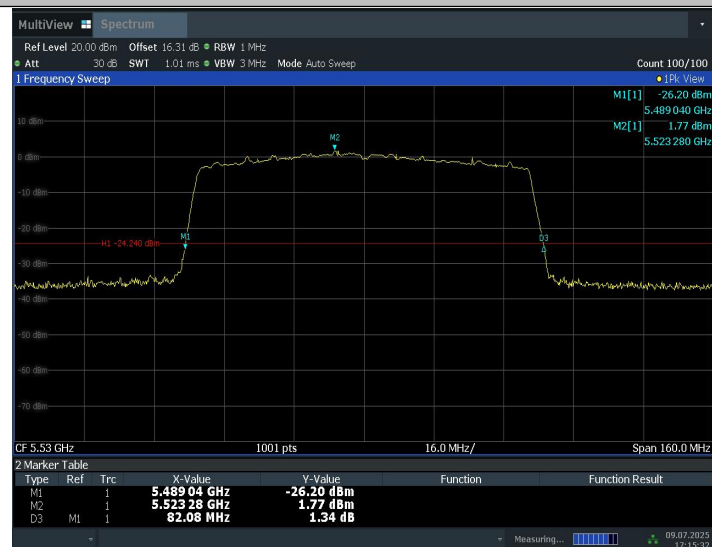 MultiView Spectrum
Ref Level 20.00 dBm Offset 16.31 dB RBW 1 MHz
Att 30 dB SWT 1.01 ms VBW 3 MHz Mode Auto Sweep Count 100/100
1 Frequency Sweep 1Pk View
M1[1] -26.20 dBm
5.489 040 GHz
M2[1] 1.77 dBm
5.523 280 GHz
10 dBm
M2
0 dBm
-10 dBm
-20 dBm
M1
D3
H1 -24.240 dBm
-30 dBm
-40 dBm
-50 dBm
-60 dBm
-70 dBm
CF 5.53 GHz 1001 pts 16.0 MHz/ Span 160.0 MHz
2 Marker Table
Type Ref Trc X-Value Y-Value Function Function Result
M1 1 5.489 04 GHz -26.20 dBm
M2 1 5.523 28 GHz 1.77 dBm
D3 M1 1 82.08 MHz 1.34 dB
Measuring... 09.07.2025
17:15:32